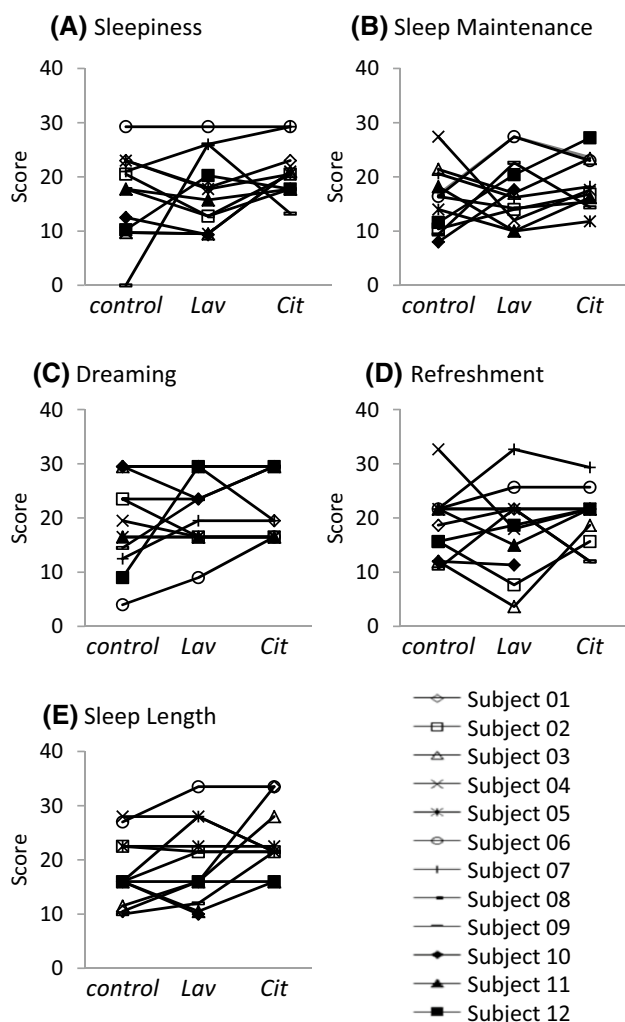 (A) Sleepiness
40
30
20
10
0
Score
control Lav Cit
(B) Sleep Maintenance
40
30
20
10
0
Score
control Lav Cit
(C) Dreaming
40
30
20
10
0
Score
control Lav Cit
(D) Refreshment
40
30
20
10
0
Score
control Lav Cit
(E) Sleep Length
40
30
20
10
0
Score
control Lav Cit
Subject 01
Subject 02
Subject 03
Subject 04
Subject 05
Subject 06
Subject 07
Subject 08
Subject 09
Subject 10
Subject 11
Subject 12